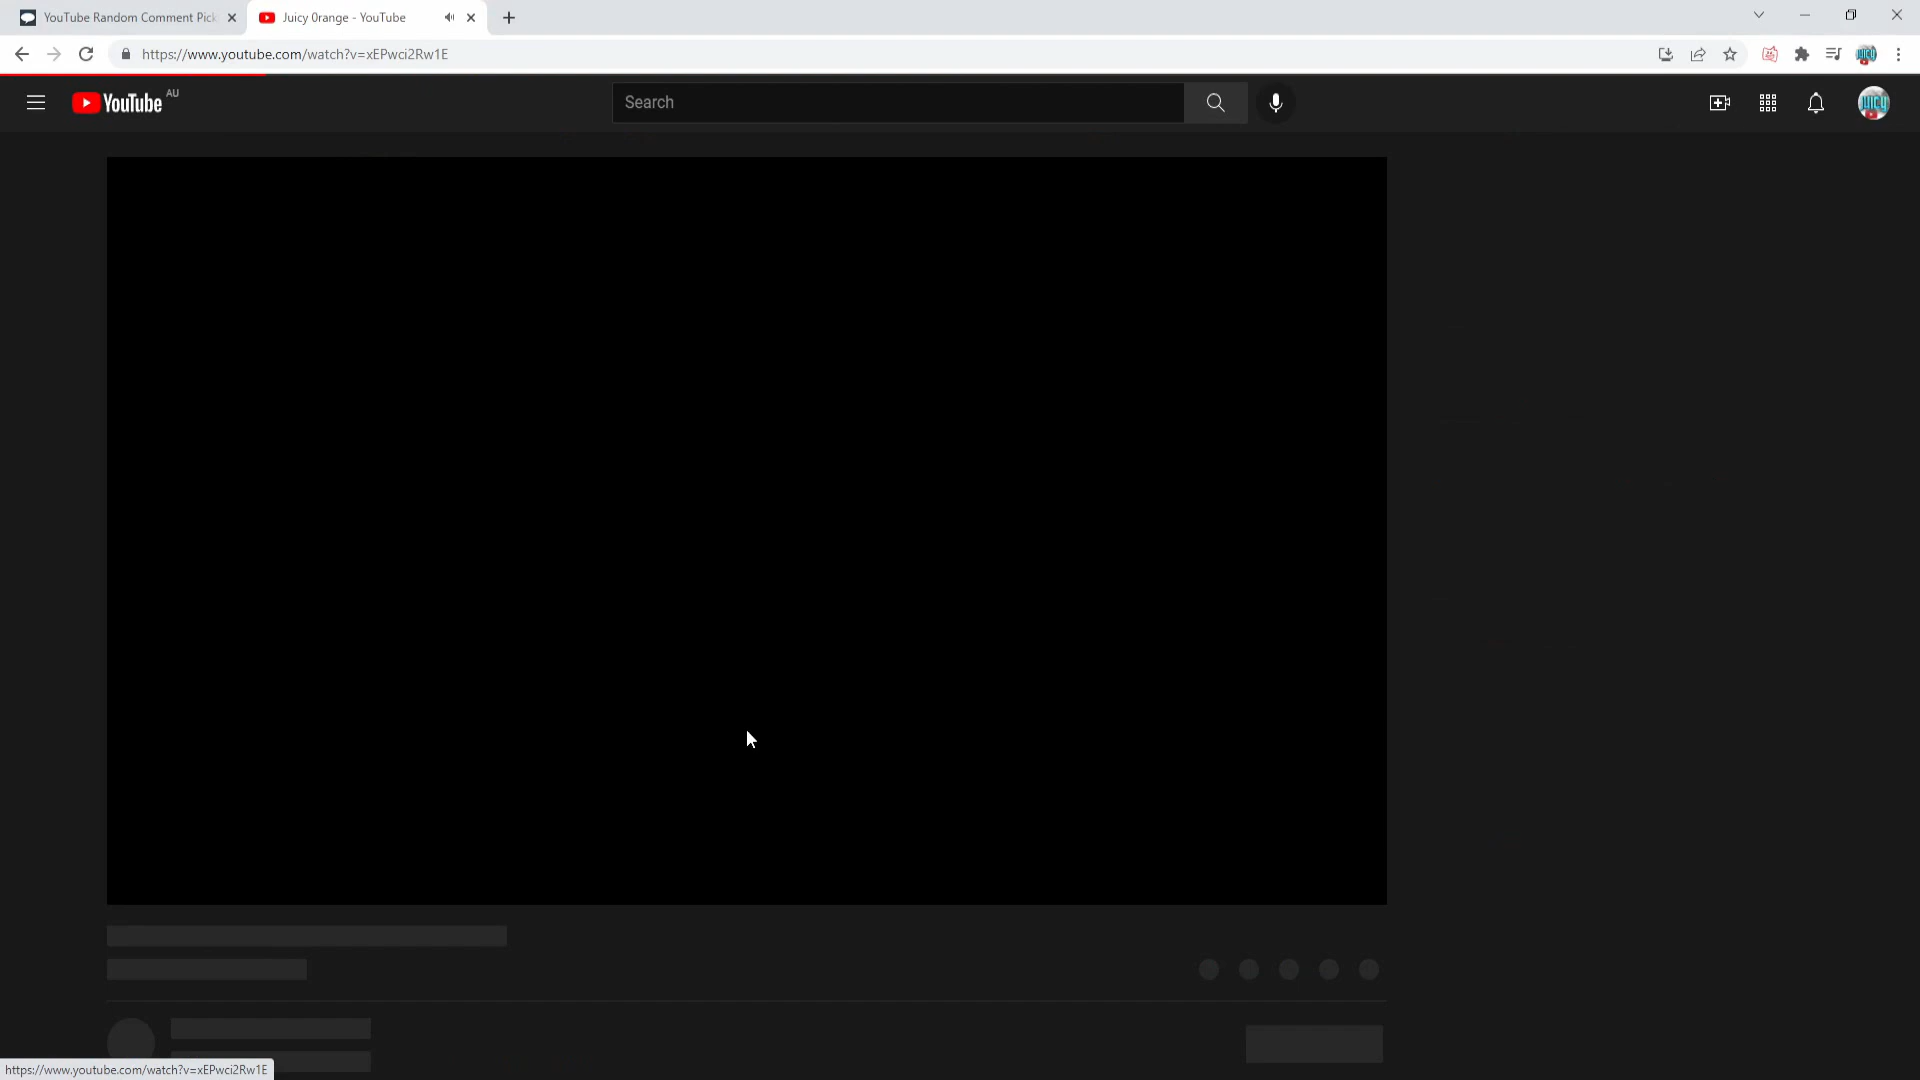 YouTube Random Comment Pick
Juicy 0range - YouTube
https://www.youtube.com/watch?v=xEPwci2Rw1E
YouTube AU
Search
https://www.youtube.com/watch?v=xEPwci2Rw1E